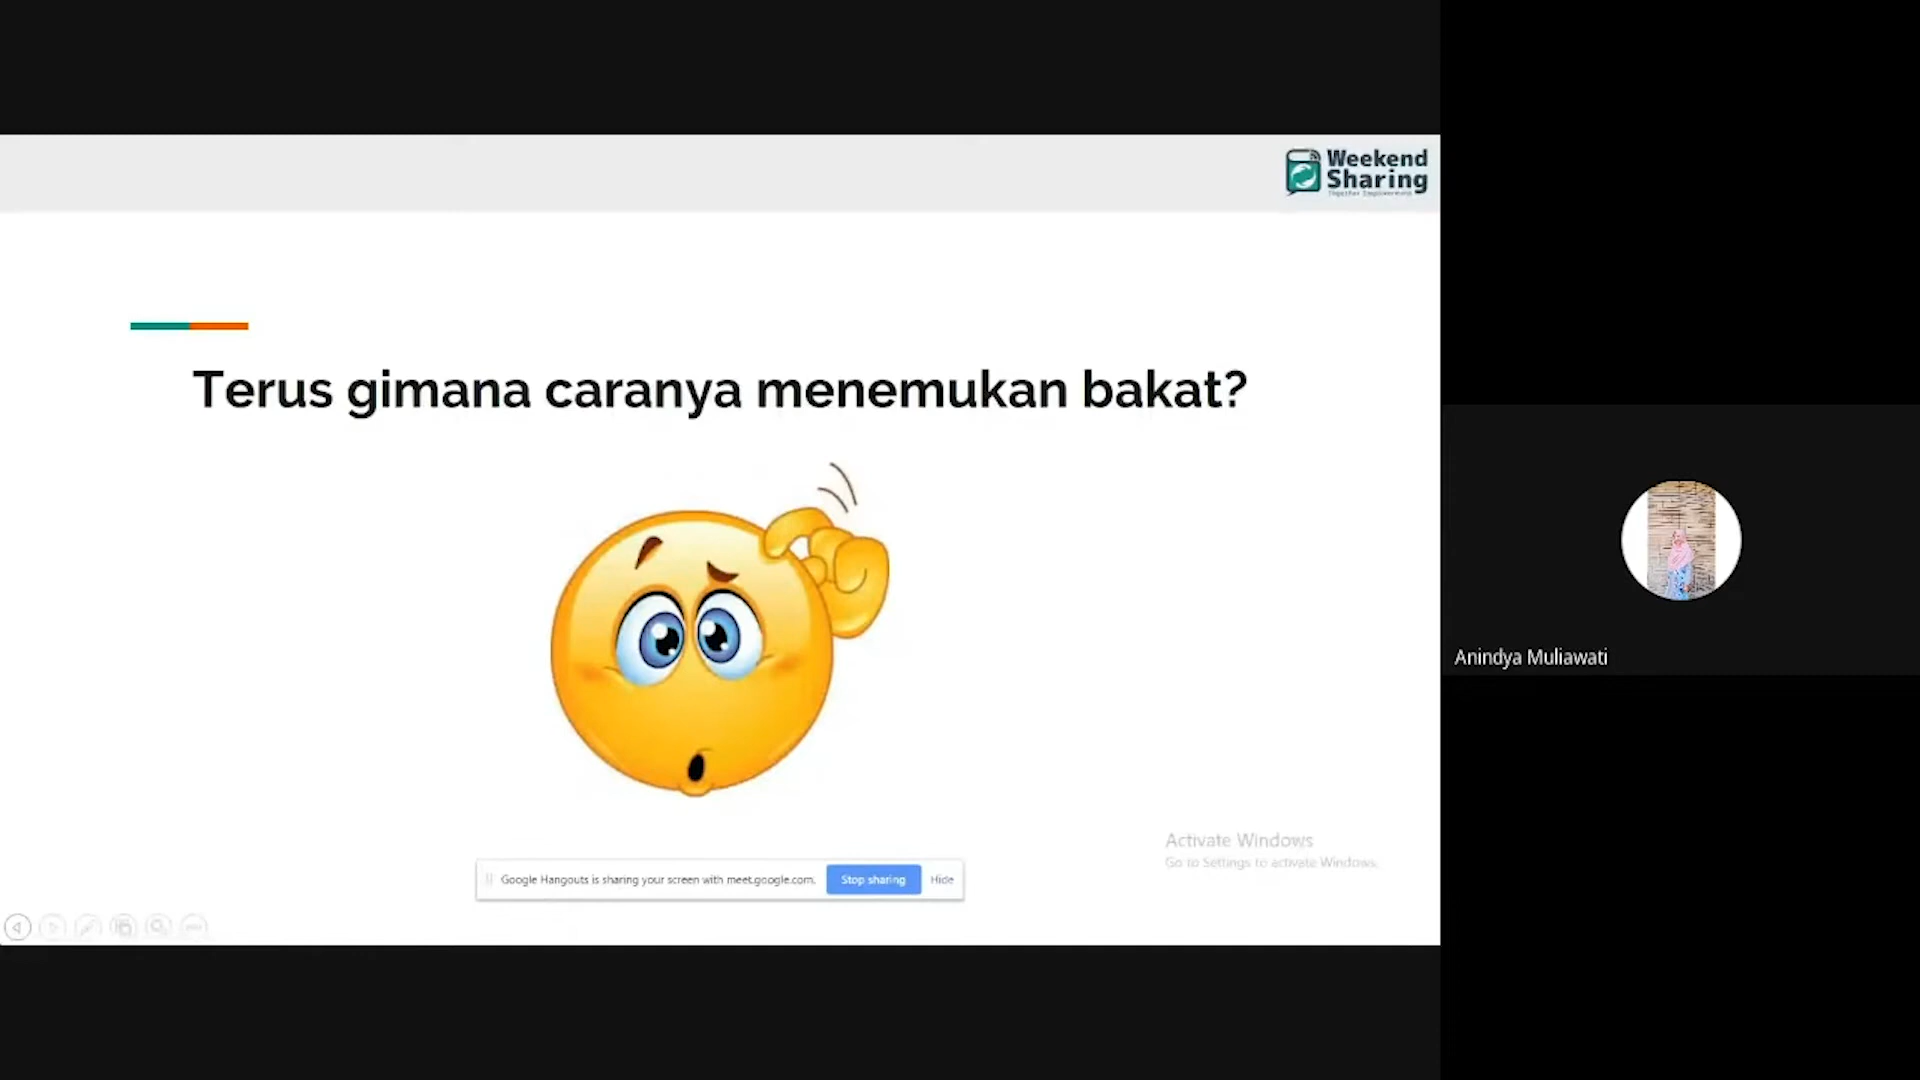 Weekend
Sharing
Terus gimana caranya menemukan bakat?
Anindya Muliawati
Activate Windows
Go to Settings to activate Windows.
Google Hangouts is sharing your screen with meet.google.com.
Stop sharing
Hide